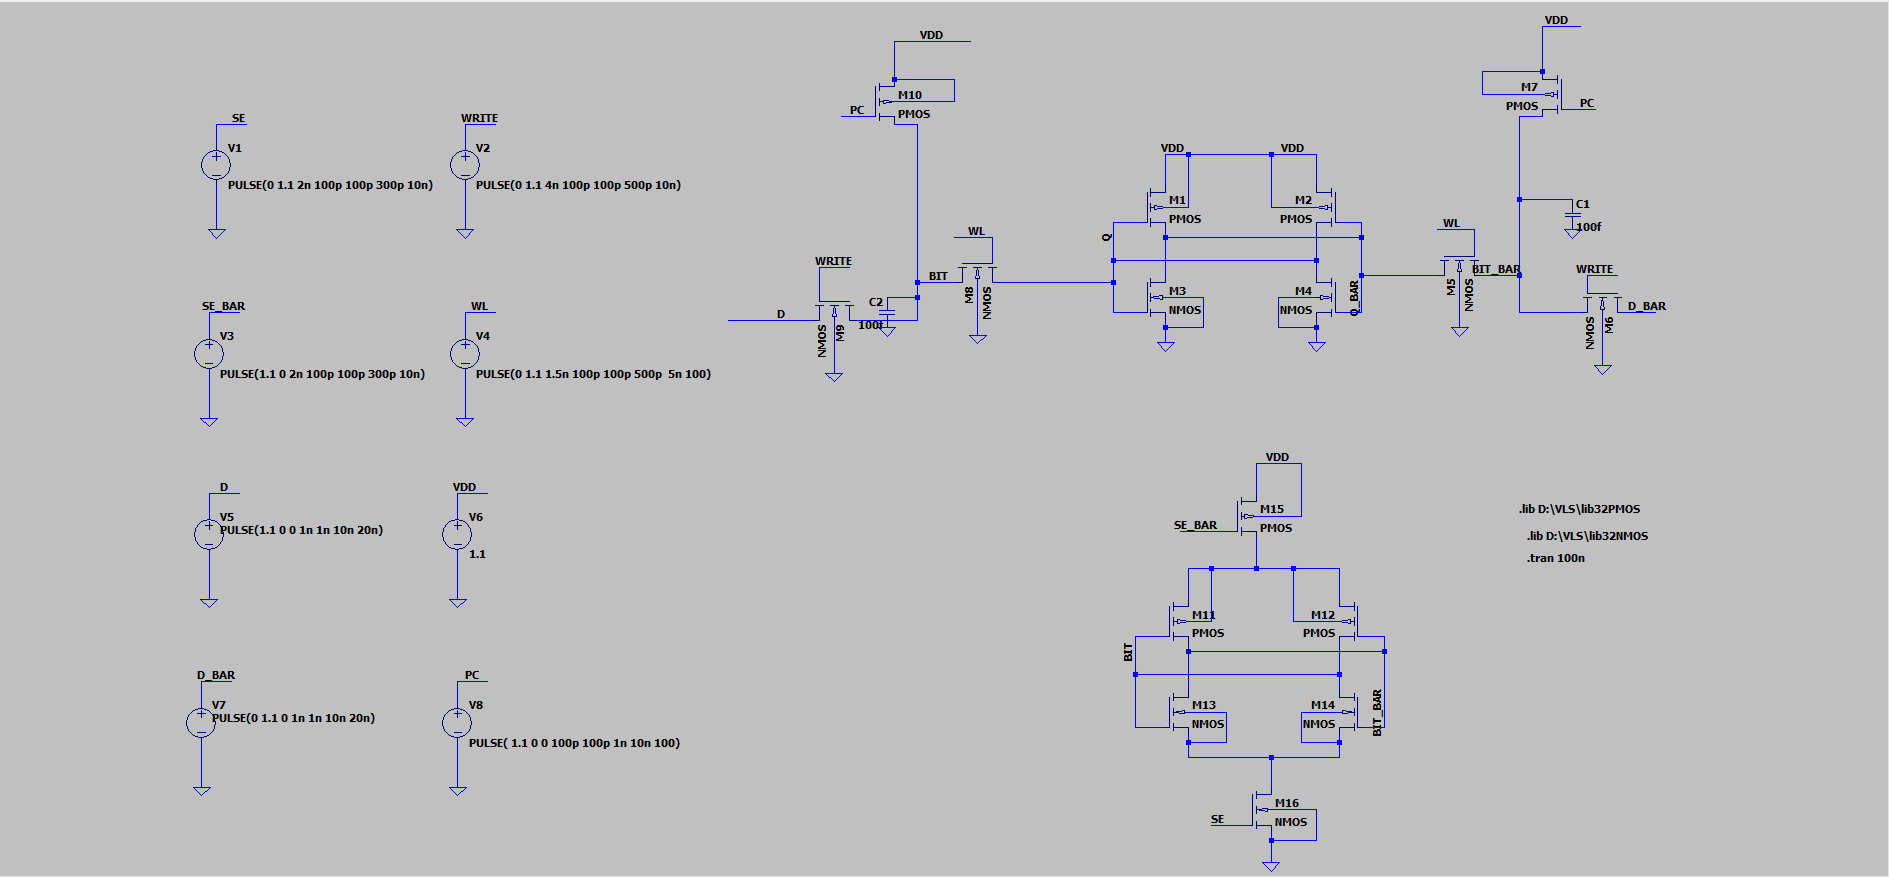 SE
V1
PULSE(0 1.1 2n 100p 100p 300p 10n)
WRITE
V2
PULSE(0 1.1 4n 100p 100p 500p 10n)
SE_BAR
V3
PULSE(1.1 0 2n 100p 100p 300p 10n)
WL
V4
PULSE(0 1.1 1.5n 100p 100p 500p  5n 100)
D
V5
PULSE(1.1 0 0 1n 1n 10n 20n)
VDD
V6
1.1
D_BAR
V7
PULSE(0 1.1 0 1n 1n 10n 20n)
PC
V8
PULSE( 1.1 0 0 100p 100p 1n 10n 100)
VDD
M10
PMOS
PC
WRITE
D
NMOS
M9
C2
100f
BIT
WL
M8
NMOS
VDD
VDD
M1
PMOS
M2
PMOS
Q
M3
NMOS
M4
NMOS
Q_BAR
WL
M5
NMOS
BIT_BAR
VDD
M7
PMOS
PC
C1
100f
WRITE
NMOS
M6
D_BAR
VDD
M15
PMOS
SE_BAR
M11
PMOS
M12
PMOS
BIT
M13
NMOS
M14
NMOS
BIT_BAR
M16
NMOS
SE
.lib D:\VLS\lib32PMOS
.lib D:\VLS\lib32NMOS
.tran 100n